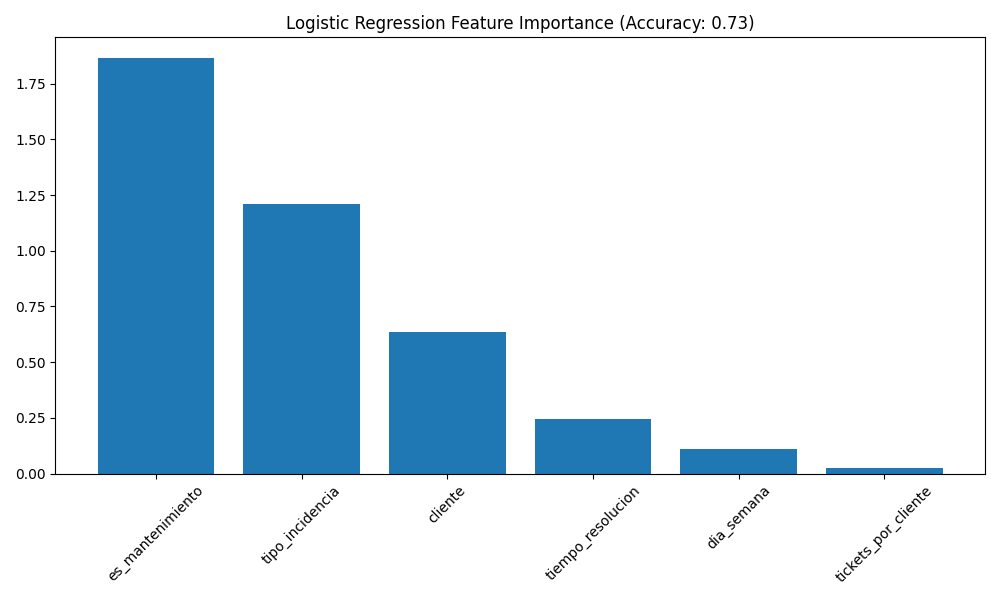 Logistic Regression Feature Importance (Accuracy: 0.73)
1.75
1.50
1.25
1.00
0.75
0.50
0.25
0.00
es_mantenimiento
tipo_incidencia
cliente
tiempo_resolucion
dia_semana
tickets_por_cliente